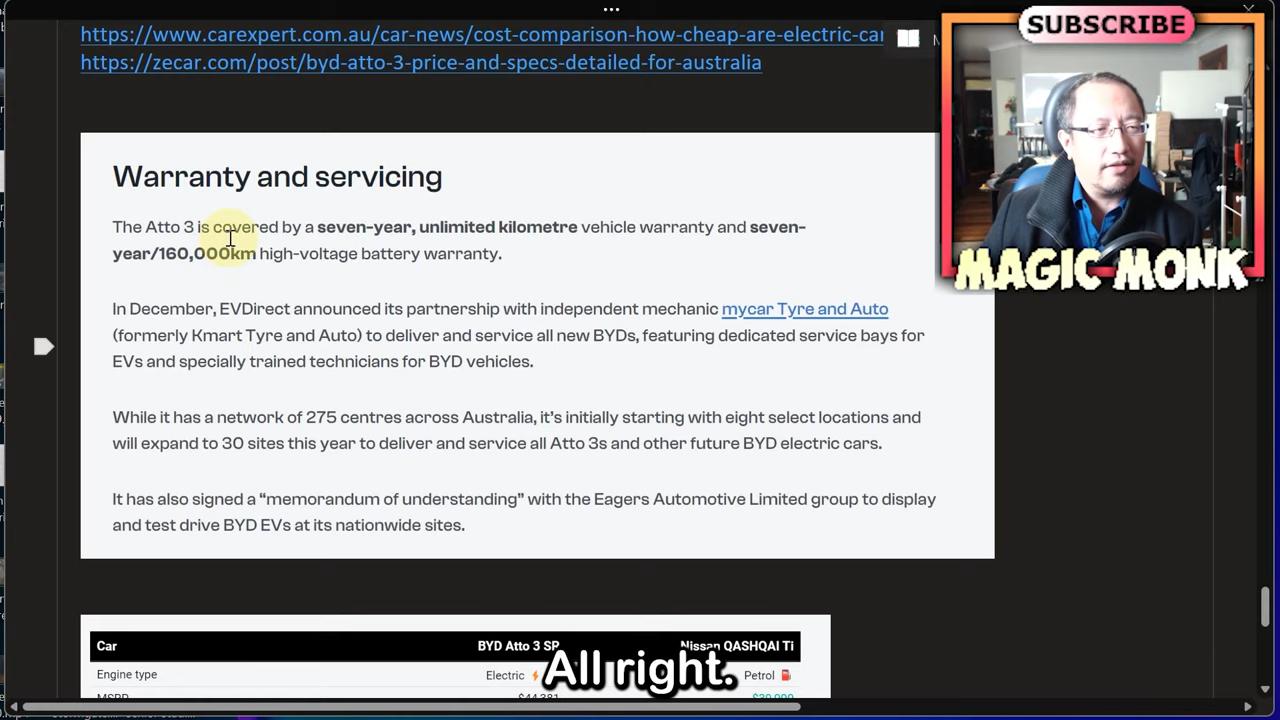 https://www.carexpert.com.au/car-news/cost-comparison-how-cheap-are-electric-car
https://zecar.com/post/byd-atto-3-price-and-specs-detailed-for-australia
SUBSCRIBE
MAGIC MONK
Warranty and servicing
The Atto 3 is covered by a seven-year, unlimited kilometre vehicle warranty and seven-
year/160,000km high-voltage battery warranty.
In December, EVDirect announced its partnership with independent mechanic mycar Tyre and Auto
(formerly Kmart Tyre and Auto) to deliver and service all new BYDs, featuring dedicated service bays for
EVs and specially trained technicians for BYD vehicles.
While it has a network of 275 centres across Australia, it’s initially starting with eight select locations and
will expand to 30 sites this year to deliver and service all Atto 3s and other future BYD electric cars.
It has also signed a “memorandum of understanding” with the Eagers Automotive Limited group to display
and test drive BYD EVs at its nationwide sites.
Car BYD Atto 3 SR Nissan QASHQAI Ti
Engine type Electric Petrol
All right.
MSRP $44,381